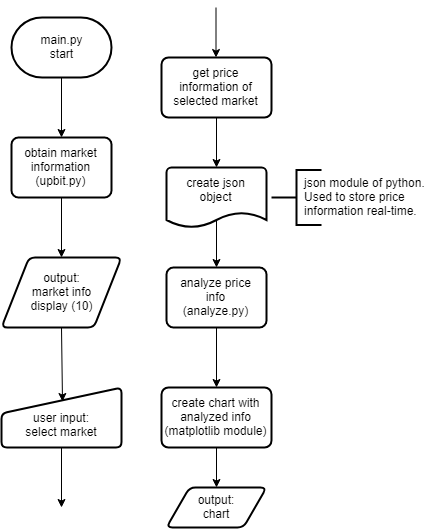 main.py
start
obtain market
information
(upbit.py)
output:
market info
display (10)
user input:
select market
get price
information of
selected market
create json
object
json module of python.
Used to store price
information real-time.
analyze price
info
(analyze.py)
create chart with
analyzed info
(matplotlib module)
output:
chart